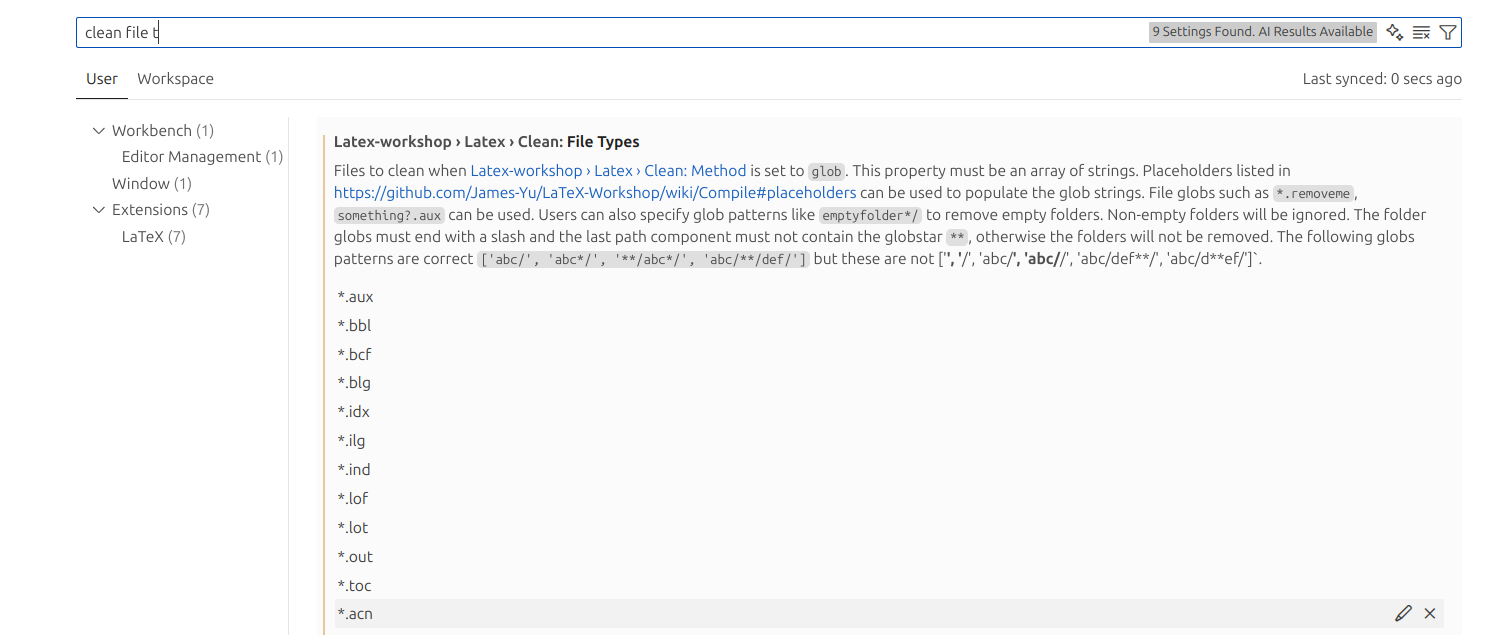 clean file t
9 Settings Found. AI Results Available
User Workspace
Last synced: 0 secs ago
Workbench (1)
Editor Management (1)
Window (1)
Extensions (7)
LaTeX (7)
Latex-workshop › Latex › Clean: File Types
Files to clean when Latex-workshop › Latex › Clean: Method is set to glob. This property must be an array of strings. Placeholders listed in
https://github.com/James-Yu/LaTeX-Workshop/wiki/Compile#placeholders can be used to populate the glob strings. File globs such as *.removeme,
something?.aux can be used. Users can also specify glob patterns like emptyfolder*/ to remove empty folders. Non-empty folders will be ignored. The folder
globs must end with a slash and the last path component must not contain the globstar **, otherwise the folders will not be removed. The following globs
patterns are correct ['abc/', 'abc*/', '**/abc*/', 'abc/**/def/'] but these are not ['', '/', 'abc/', 'abc//', 'abc/def**/', 'abc/d**ef/']`.
*.aux
*.bbl
*.bcf
*.blg
*.idx
*.ilg
*.ind
*.lof
*.lot
*.out
*.toc
*.acn